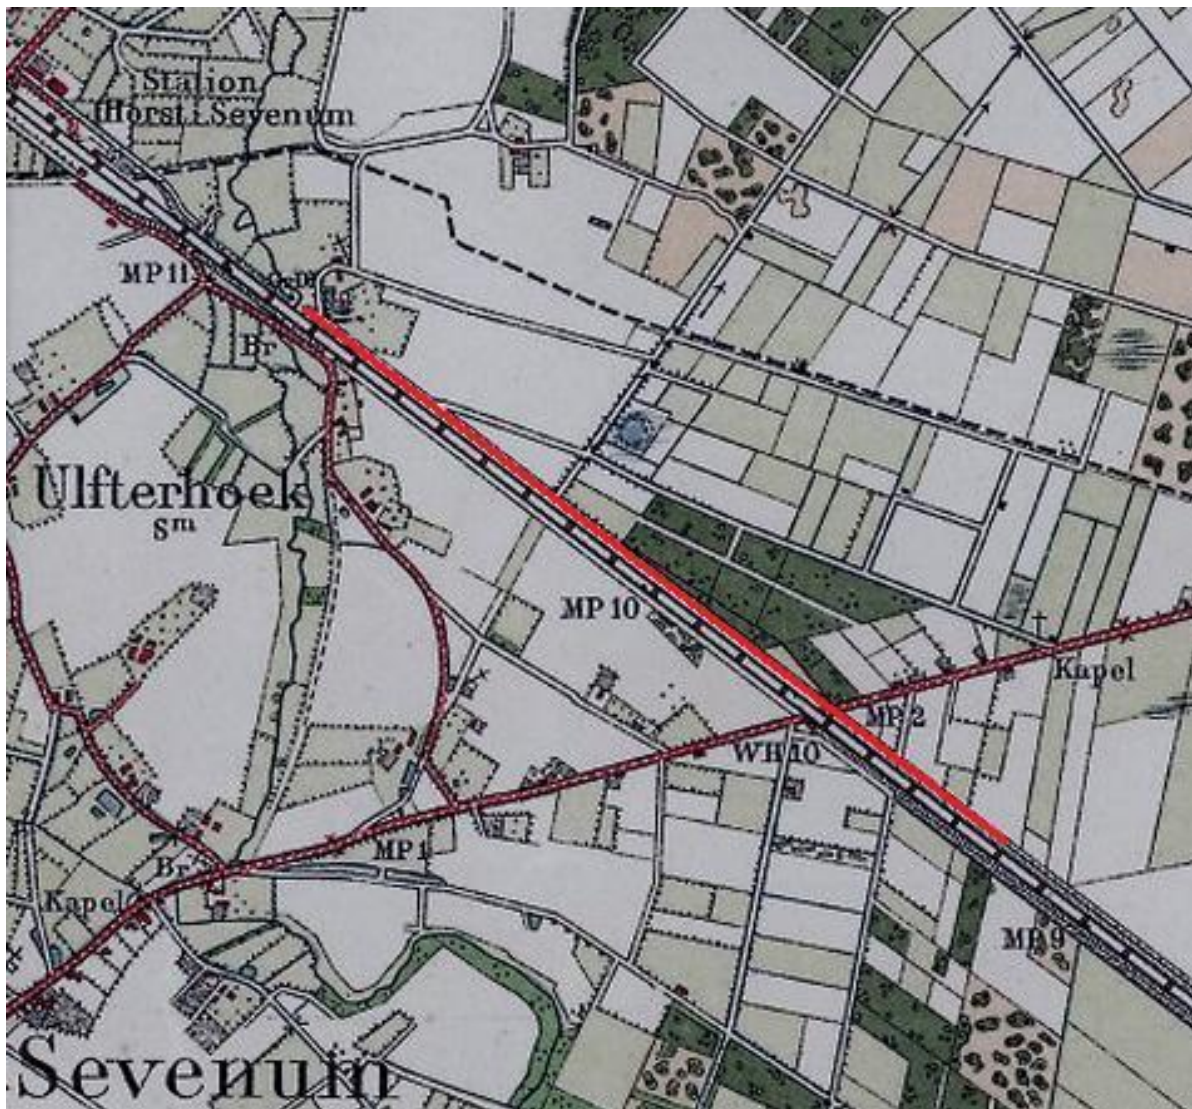 Station
Horst-Sevenum
MP 11
Br
Ulfterhoek
Sm
MP 10
Kapel
MP 2
WH 10
MP 1
Br
Kapel
MP 9
Sevenum